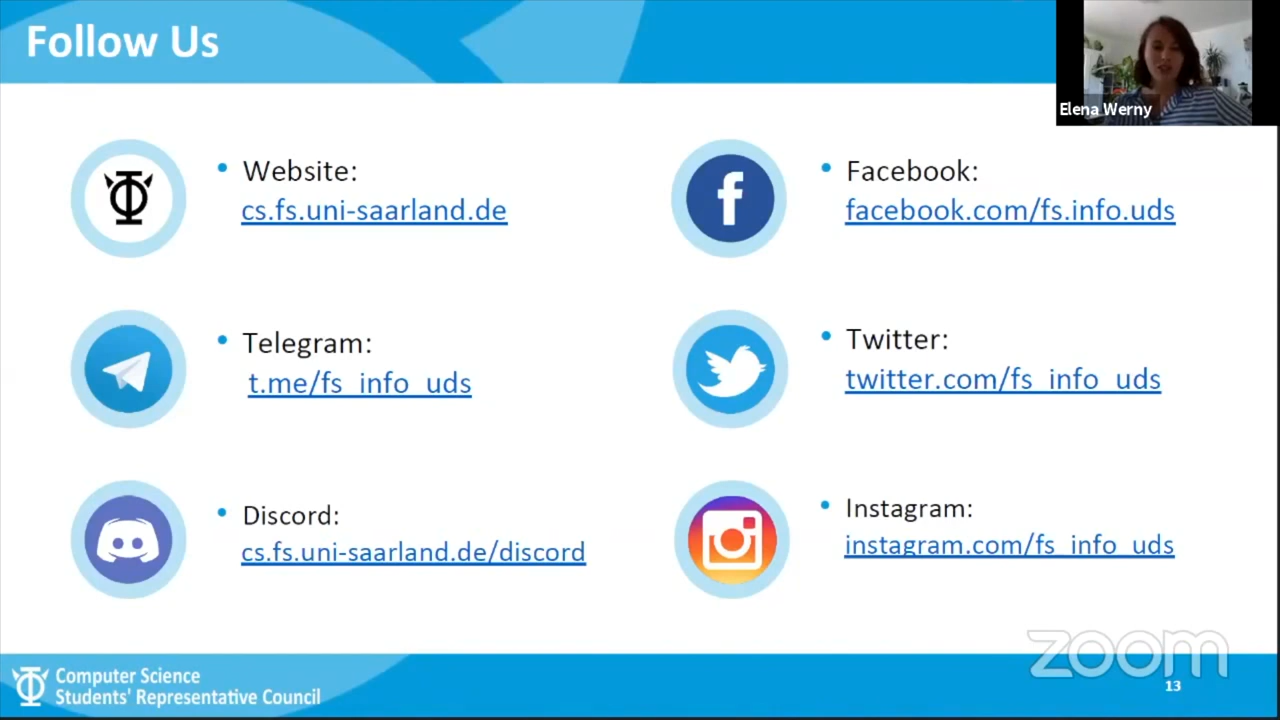 Follow Us
Elena Werny
• Website:
cs.fs.uni-saarland.de
• Facebook:
facebook.com/fs.info.uds
• Telegram:
t.me/fs_info_uds
• Twitter:
twitter.com/fs_info_uds
• Discord:
cs.fs.uni-saarland.de/discord
• Instagram:
instagram.com/fs_info_uds
zoom
Computer Science
Students' Representative Council
13